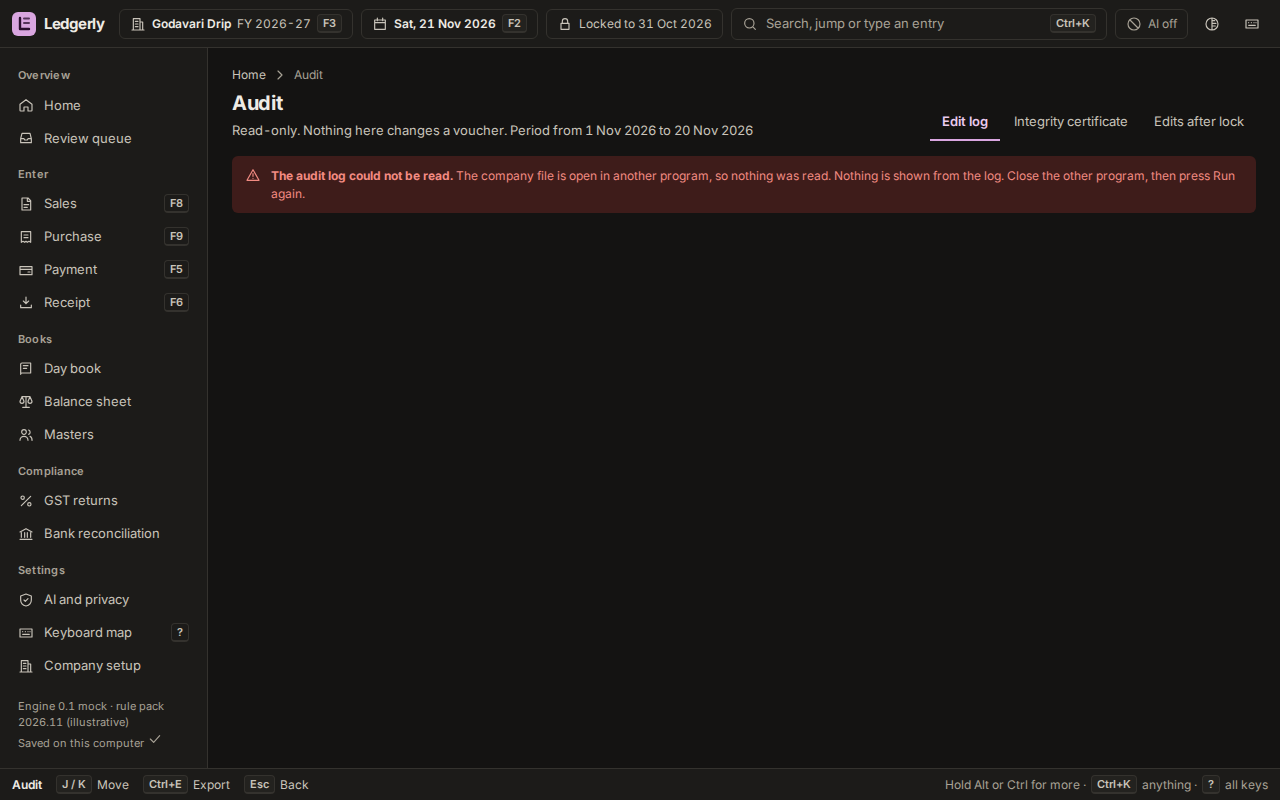 Ledgerly
Godavari Drip FY 2026-27 F3
Sat, 21 Nov 2026 F2
Locked to 31 Oct 2026
Search, jump or type an entry Ctrl+K
AI off
Overview
Home
Review queue
Enter
Sales F8
Purchase F9
Payment F5
Receipt F6
Books
Day book
Balance sheet
Masters
Compliance
GST returns
Bank reconciliation
Settings
AI and privacy
Keyboard map ?
Company setup
Engine 0.1 mock · rule pack
2026.11 (illustrative)
Saved on this computer
Home > Audit
Audit
Read-only. Nothing here changes a voucher. Period from 1 Nov 2026 to 20 Nov 2026
Edit log Integrity certificate Edits after lock
The audit log could not be read. The company file is open in another program, so nothing was read. Nothing is shown from the log. Close the other program, then press Run
again.
Audit J / K Move Ctrl+E Export Esc Back
Hold Alt or Ctrl for more · Ctrl+K anything · ? all keys